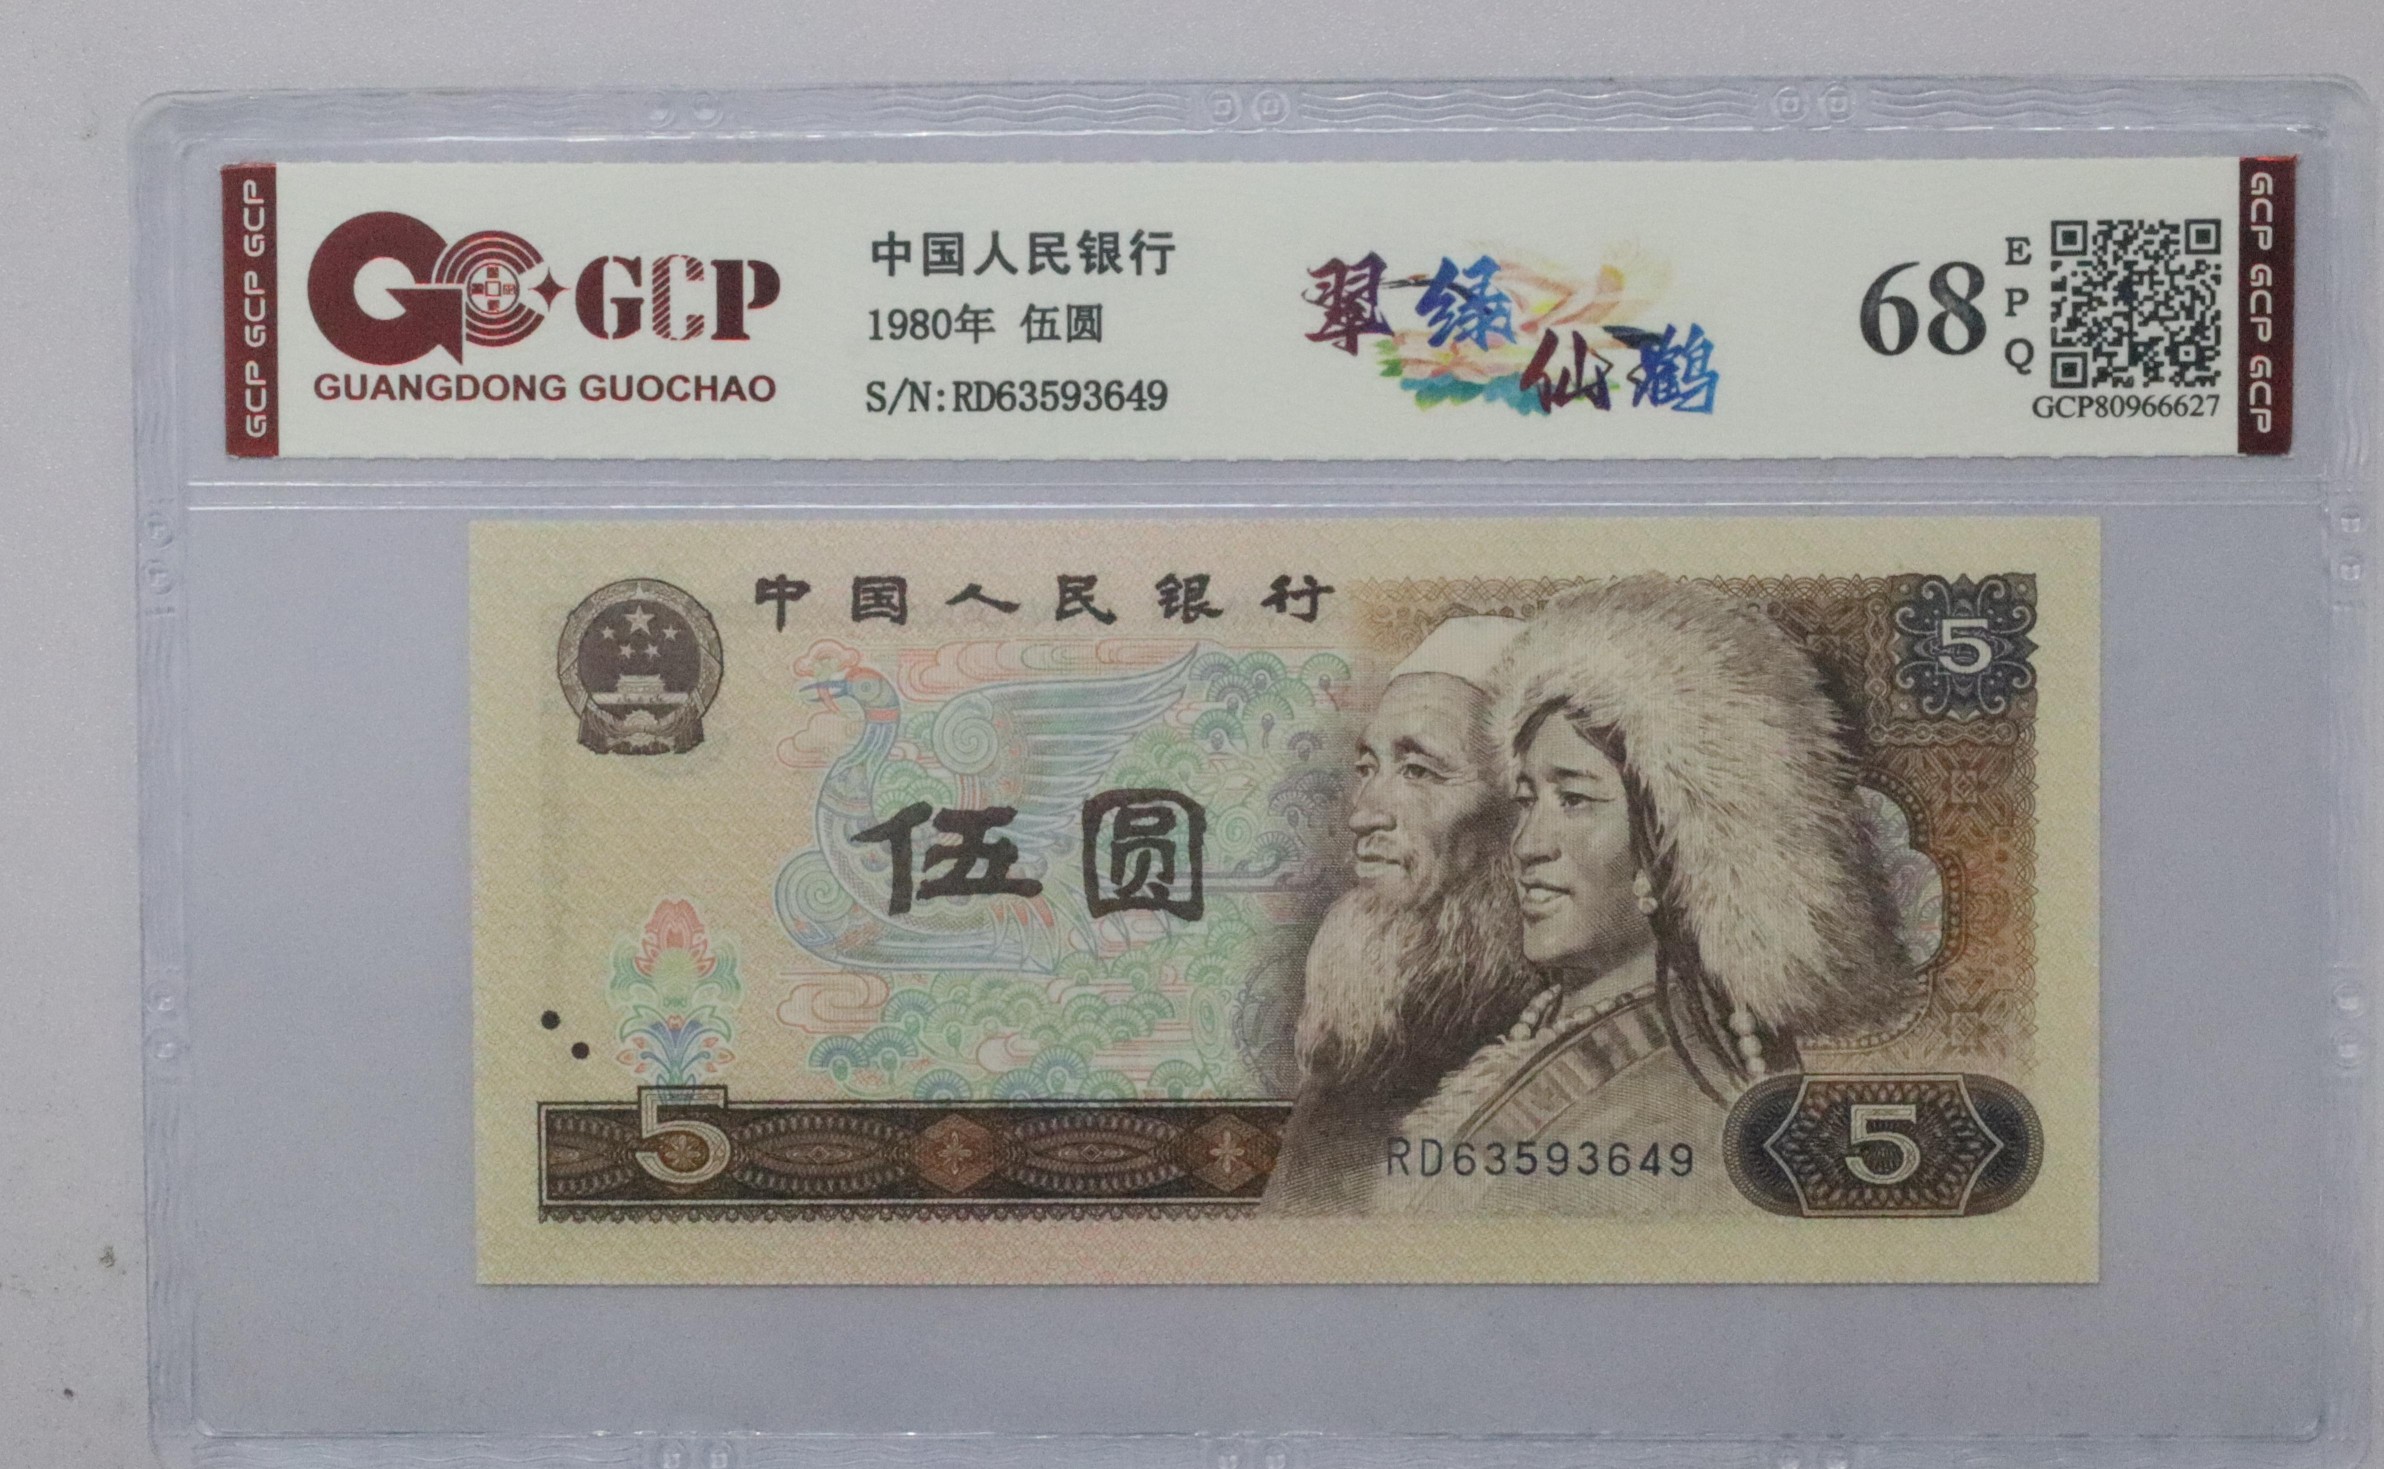 GCP GCP GCP
GCP
GUANGDONG GUOCHAO
中国人民银行
1980年 伍圆
S/N:RD63593649
翠绿仙鹤
68
EPQ
GCP80966627
GCP GCP GCP
中国人民银行
5
伍圆
5
RD63593649
5